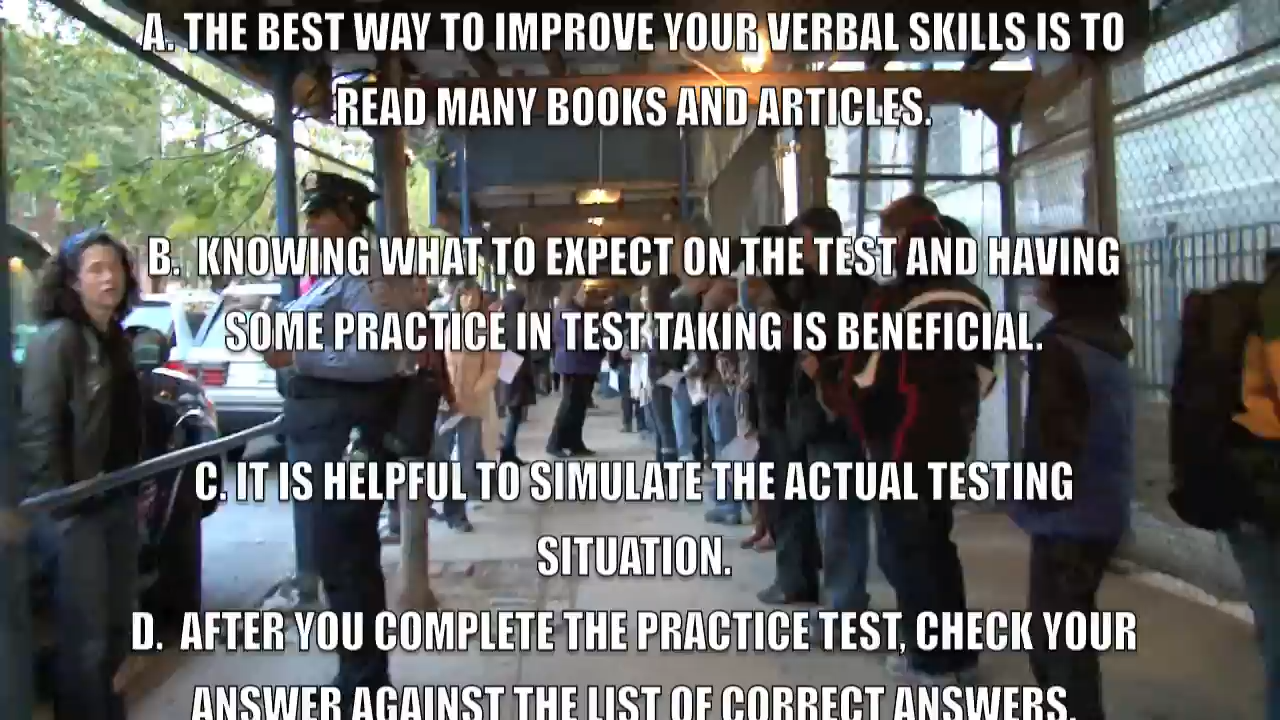 A. THE BEST WAY TO IMPROVE YOUR VERBAL SKILLS IS TO
READ MANY BOOKS AND ARTICLES.
B. KNOWING WHAT TO EXPECT ON THE TEST AND HAVING
SOME PRACTICE IN TEST TAKING IS BENEFICIAL.
C. IT IS HELPFUL TO SIMULATE THE ACTUAL TESTING
SITUATION.
D. AFTER YOU COMPLETE THE PRACTICE TEST, CHECK YOUR
ANSWER AGAINST THE LIST OF CORRECT ANSWERS.